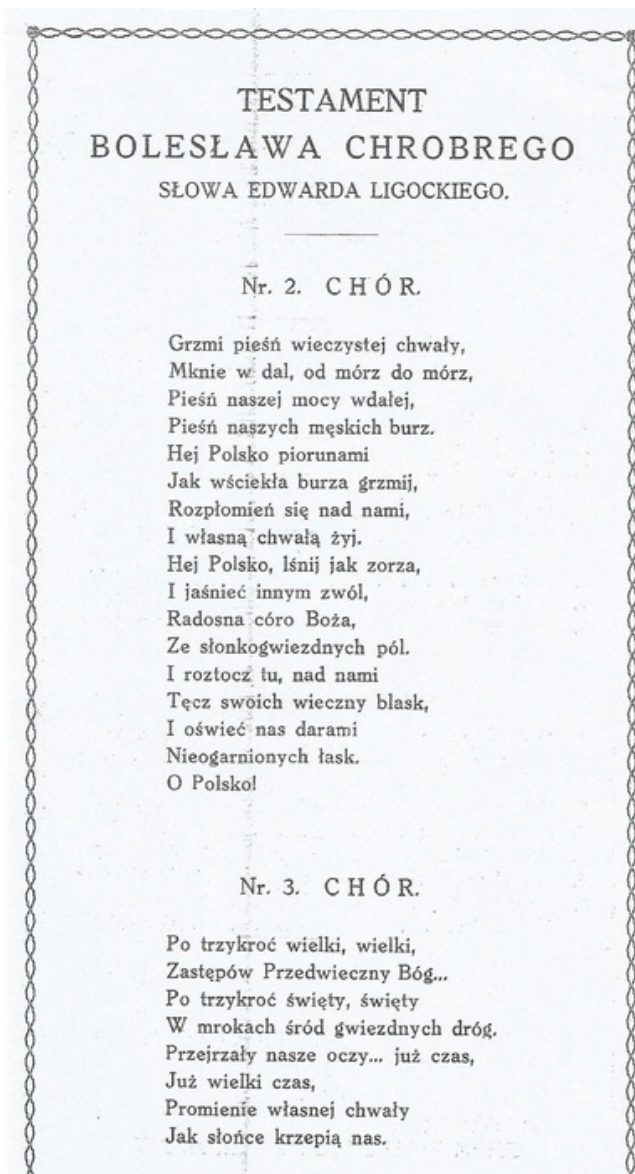 TESTAMENT
BOLESŁAWA CHROBREGO
SŁOWA EDWARDA LIGOCKIEGO.
Nr. 2. CHÓR.
Grzmi pieśń wieczystej chwały,
Mknie w dal, od mórz do mórz,
Pieśń naszej mocy wdałej,
Pieśń naszych męskich burz.
Hej Polsko piorunami
Jak wściekła burza grzmij,
Rozpłomień się nad nami,
I własną chwałą żyj.
Hej Polsko, lśnij jak zorza,
I jaśnieć innym zwól,
Radosna córo Boża,
Ze słonkogwiezdnych pól.
I roztocz tu, nad nami
Tęcz swoich wieczny blask,
I oświeć nas darami
Nieogarnionych łask.
O Polsko!
Nr. 3. CHÓR.
Po trzykroć wielki, wielki,
Zastępów Przedwieczny Bóg...
Po trzykroć święty, święty
W mrokach śród gwiezdnych dróg.
Przejrzały nasze oczy... już czas,
Już wielki czas,
Promienie własnej chwały
Jak słońce krzepią nas.